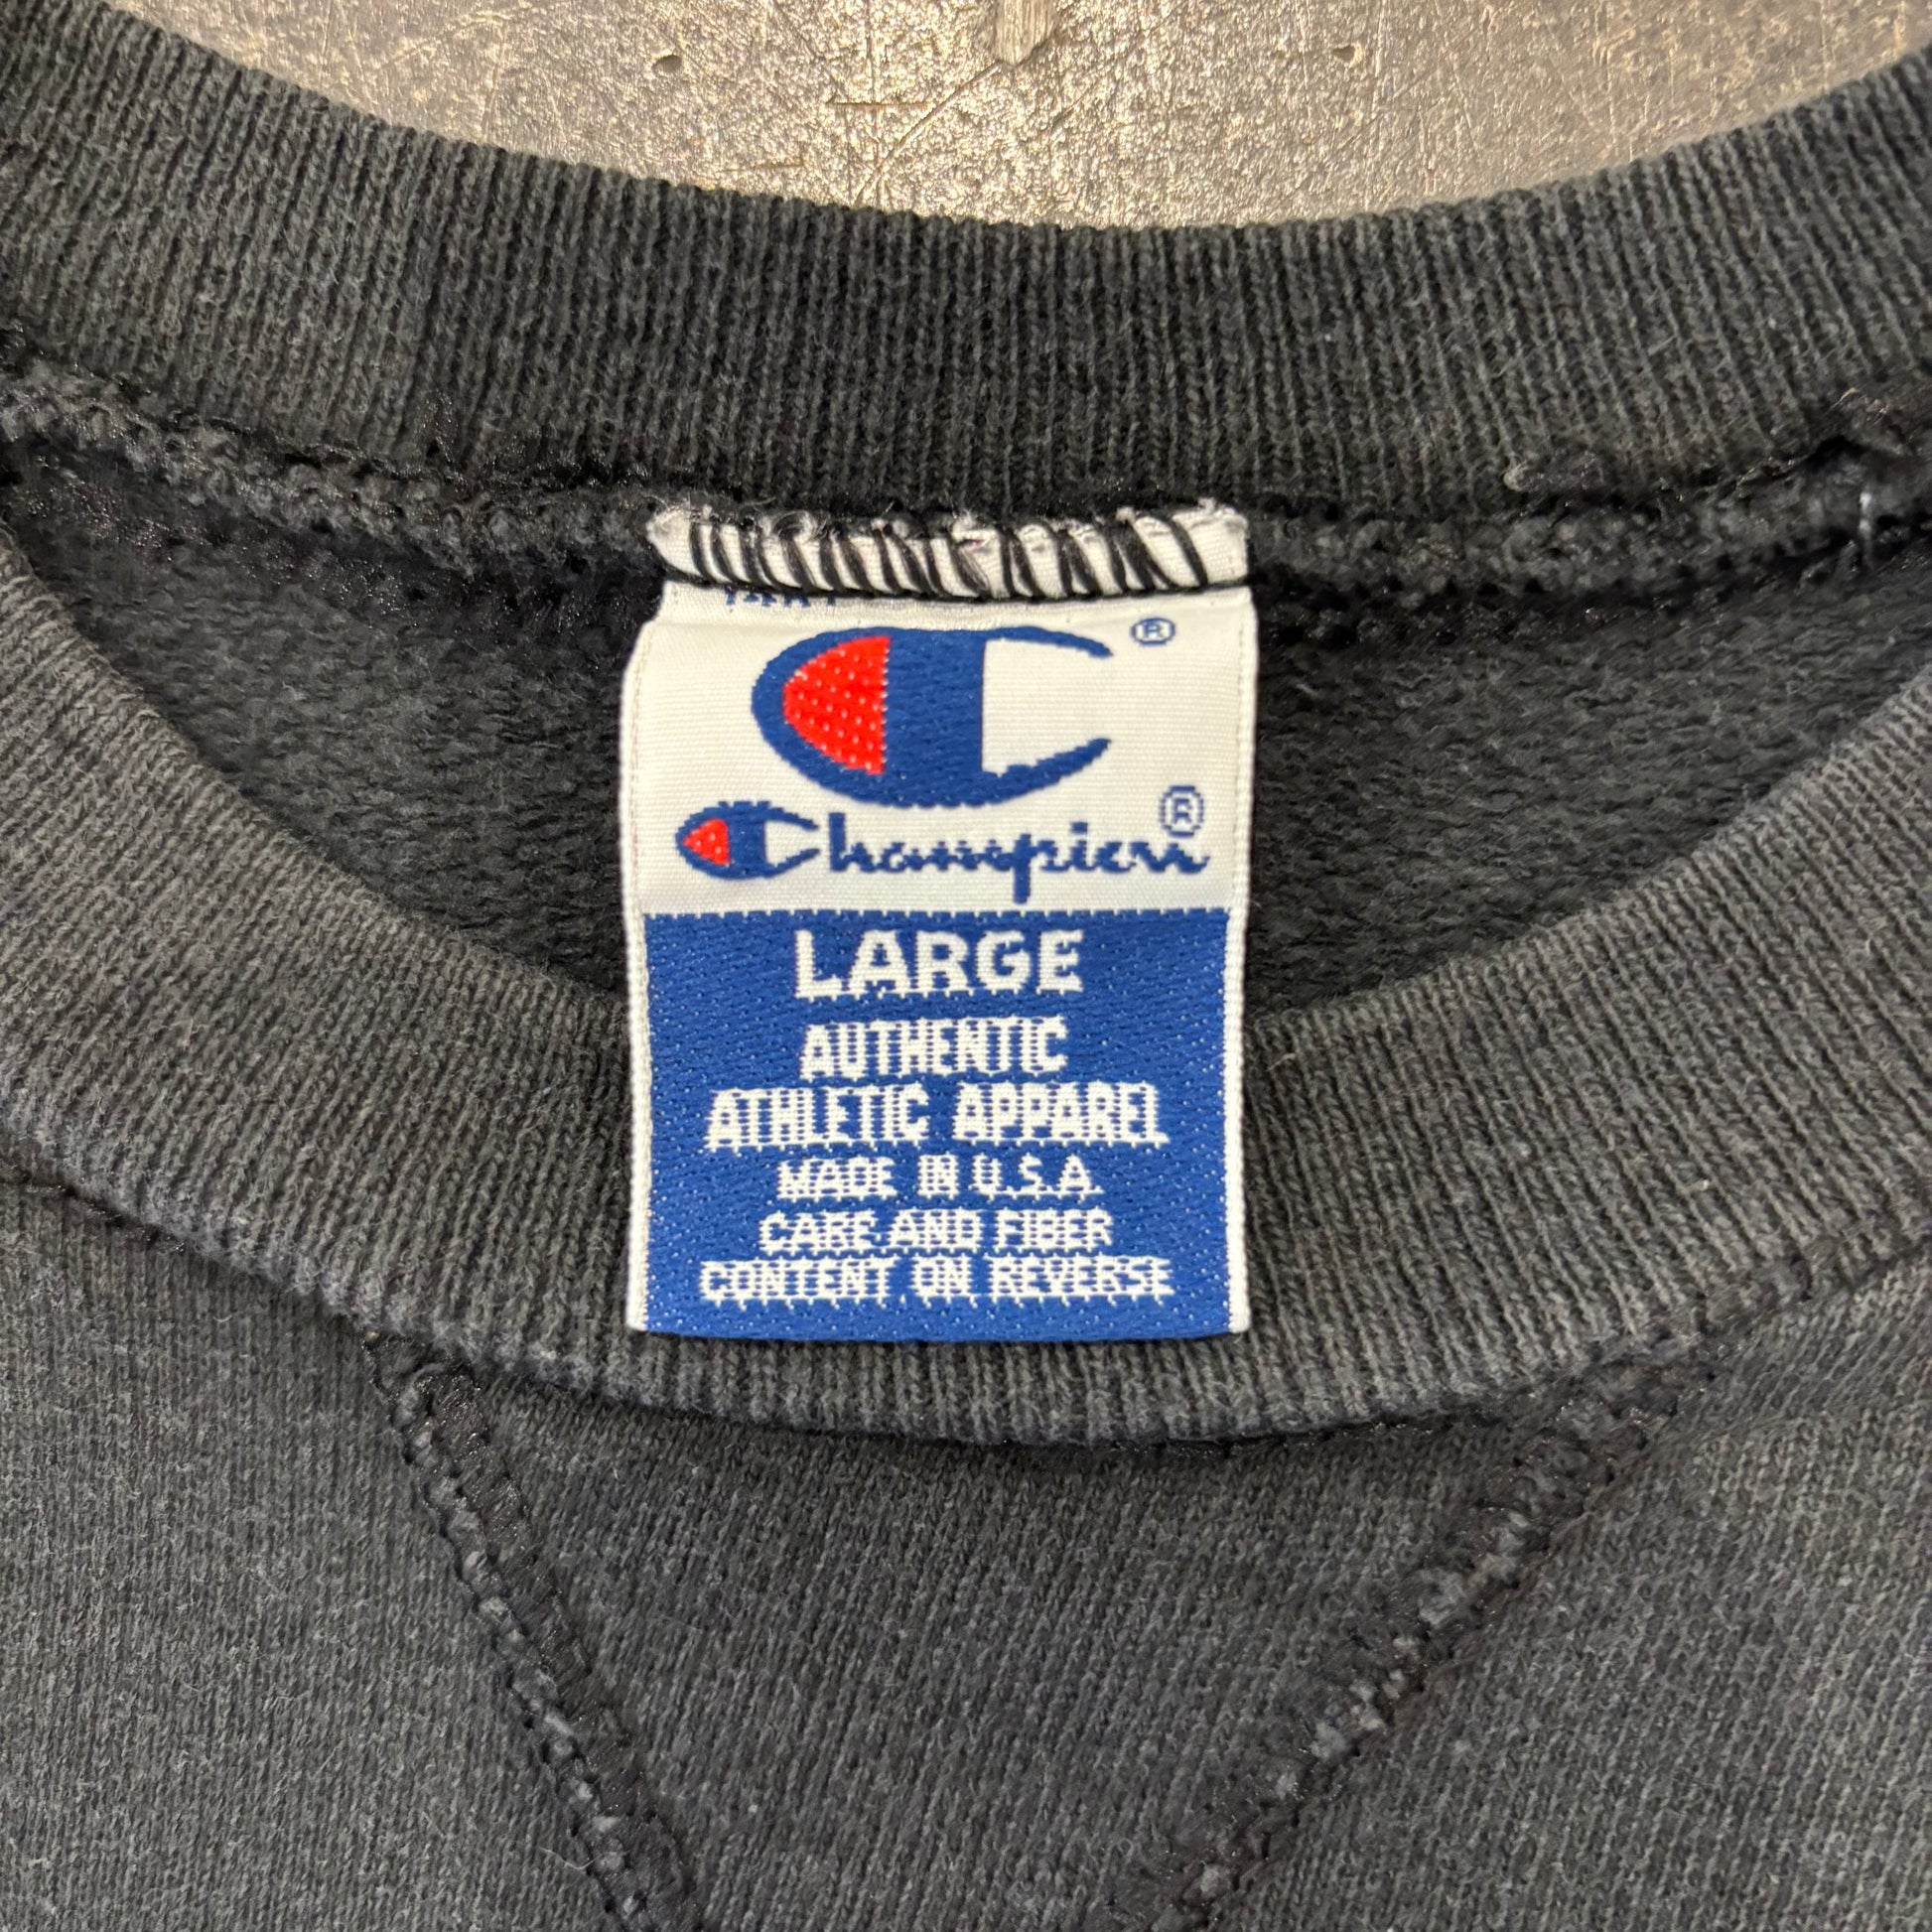 ®
Champion®
LARGE
AUTHENTIC
ATHLETIC APPAREL
MADE IN U.S.A.
CARE AND FIBER
CONTENT ON REVERSE